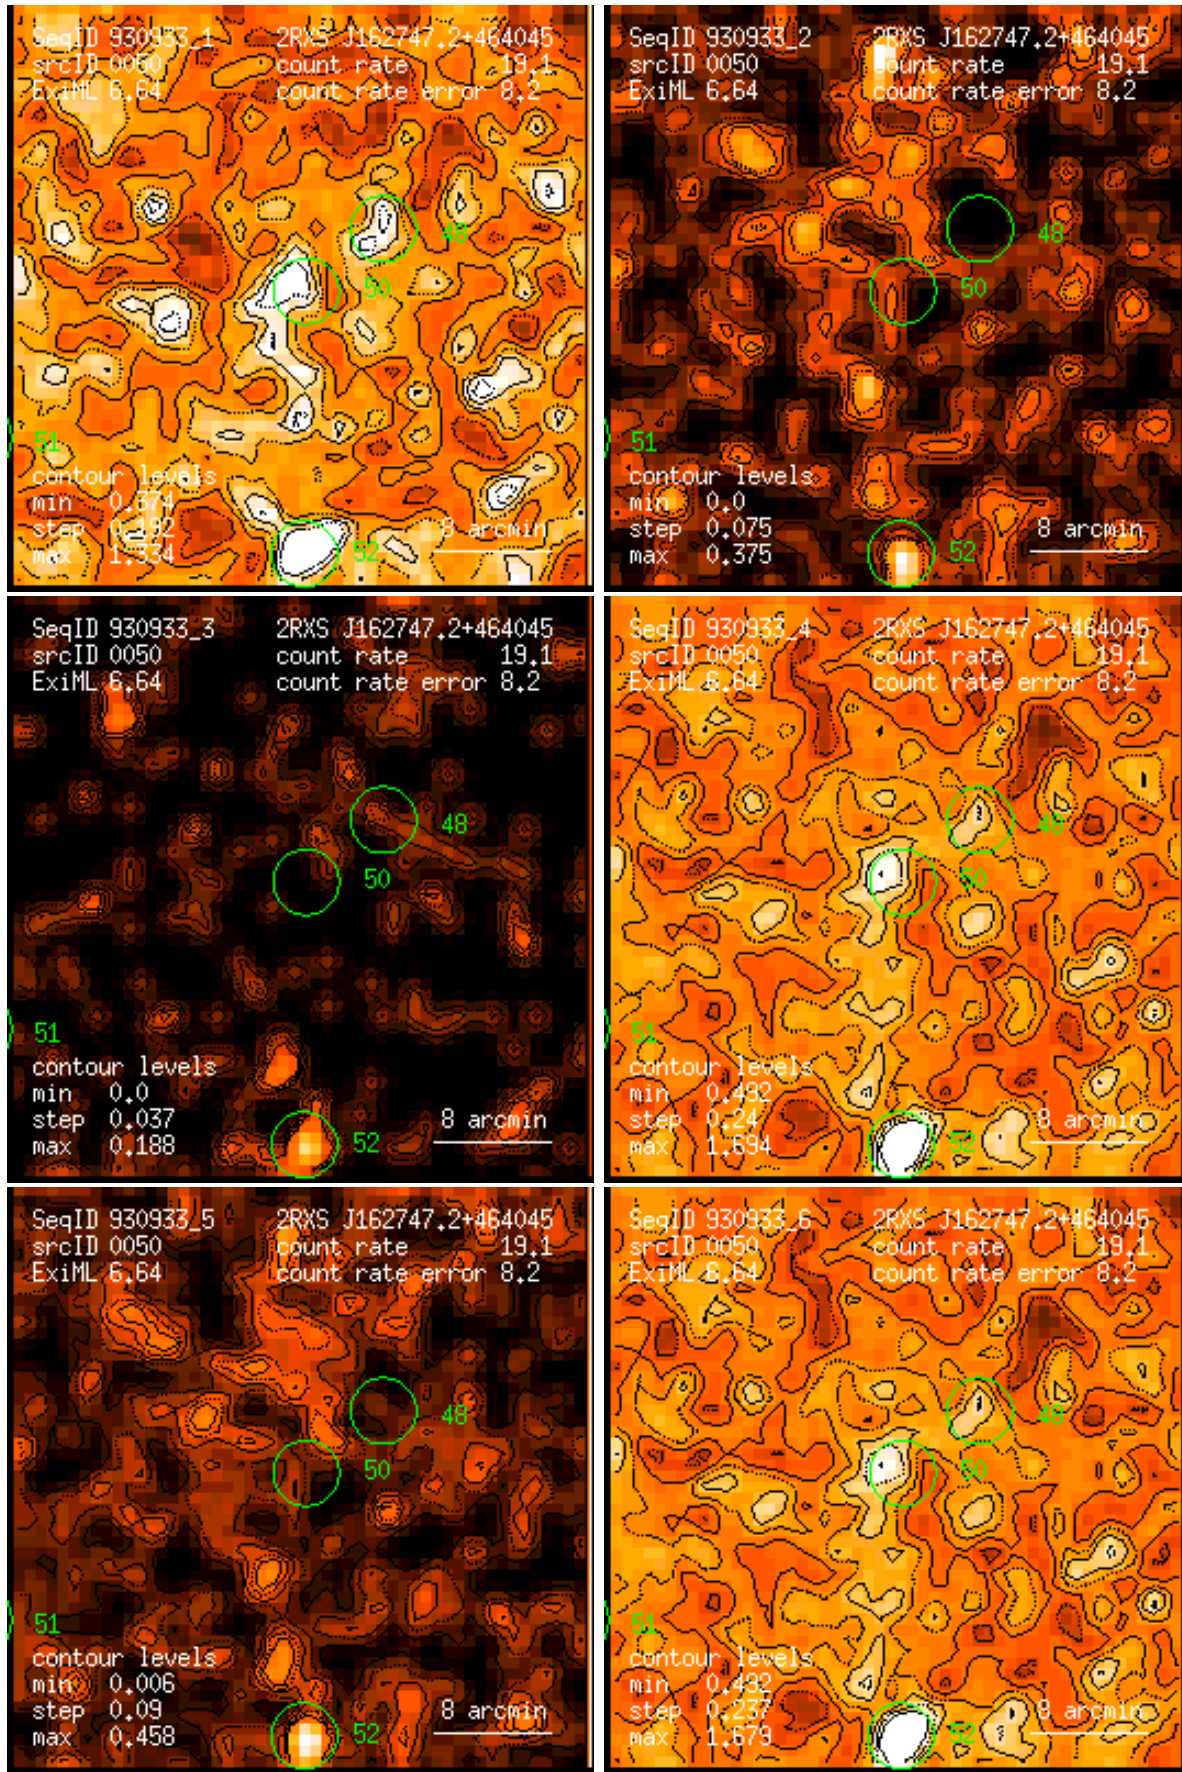 SeqID 930933_1 2RXS J162747.2+464045
srcID 0050 count rate 19.1
ExiML 6.64 count rate error 8.2
48
50
51
contour levels
min 0.374
step 0.192 8 arcmin
max 1.334 52
SeqID 930933_2 2RXS J162747.2+464045
srcID 0050 count rate 19.1
ExiML 6.64 count rate error 8.2
48
50
51
contour levels
min 0.0
step 0.075 8 arcmin
max 0.375 52
SeqID 930933_3 2RXS J162747.2+464045
srcID 0050 count rate 19.1
ExiML 6.64 count rate error 8.2
48
50
51
contour levels
min 0.0
step 0.037 8 arcmin
max 0.188 52
SeqID 930933_4 2RXS J162747.2+464045
srcID 0050 count rate 19.1
ExiML 6.64 count rate error 8.2
48
50
51
contour levels
min 0.492
step 0.24 8 arcmin
max 1.694 52
SeqID 930933_5 2RXS J162747.2+464045
srcID 0050 count rate 19.1
ExiML 6.64 count rate error 8.2
48
50
51
contour levels
min 0.006
step 0.09 8 arcmin
max 0.458 52
SeqID 930933_6 2RXS J162747.2+464045
srcID 0050 count rate 19.1
ExiML 6.64 count rate error 8.2
48
50
51
contour levels
min 0.492
step 0.237 8 arcmin
max 1.679 52